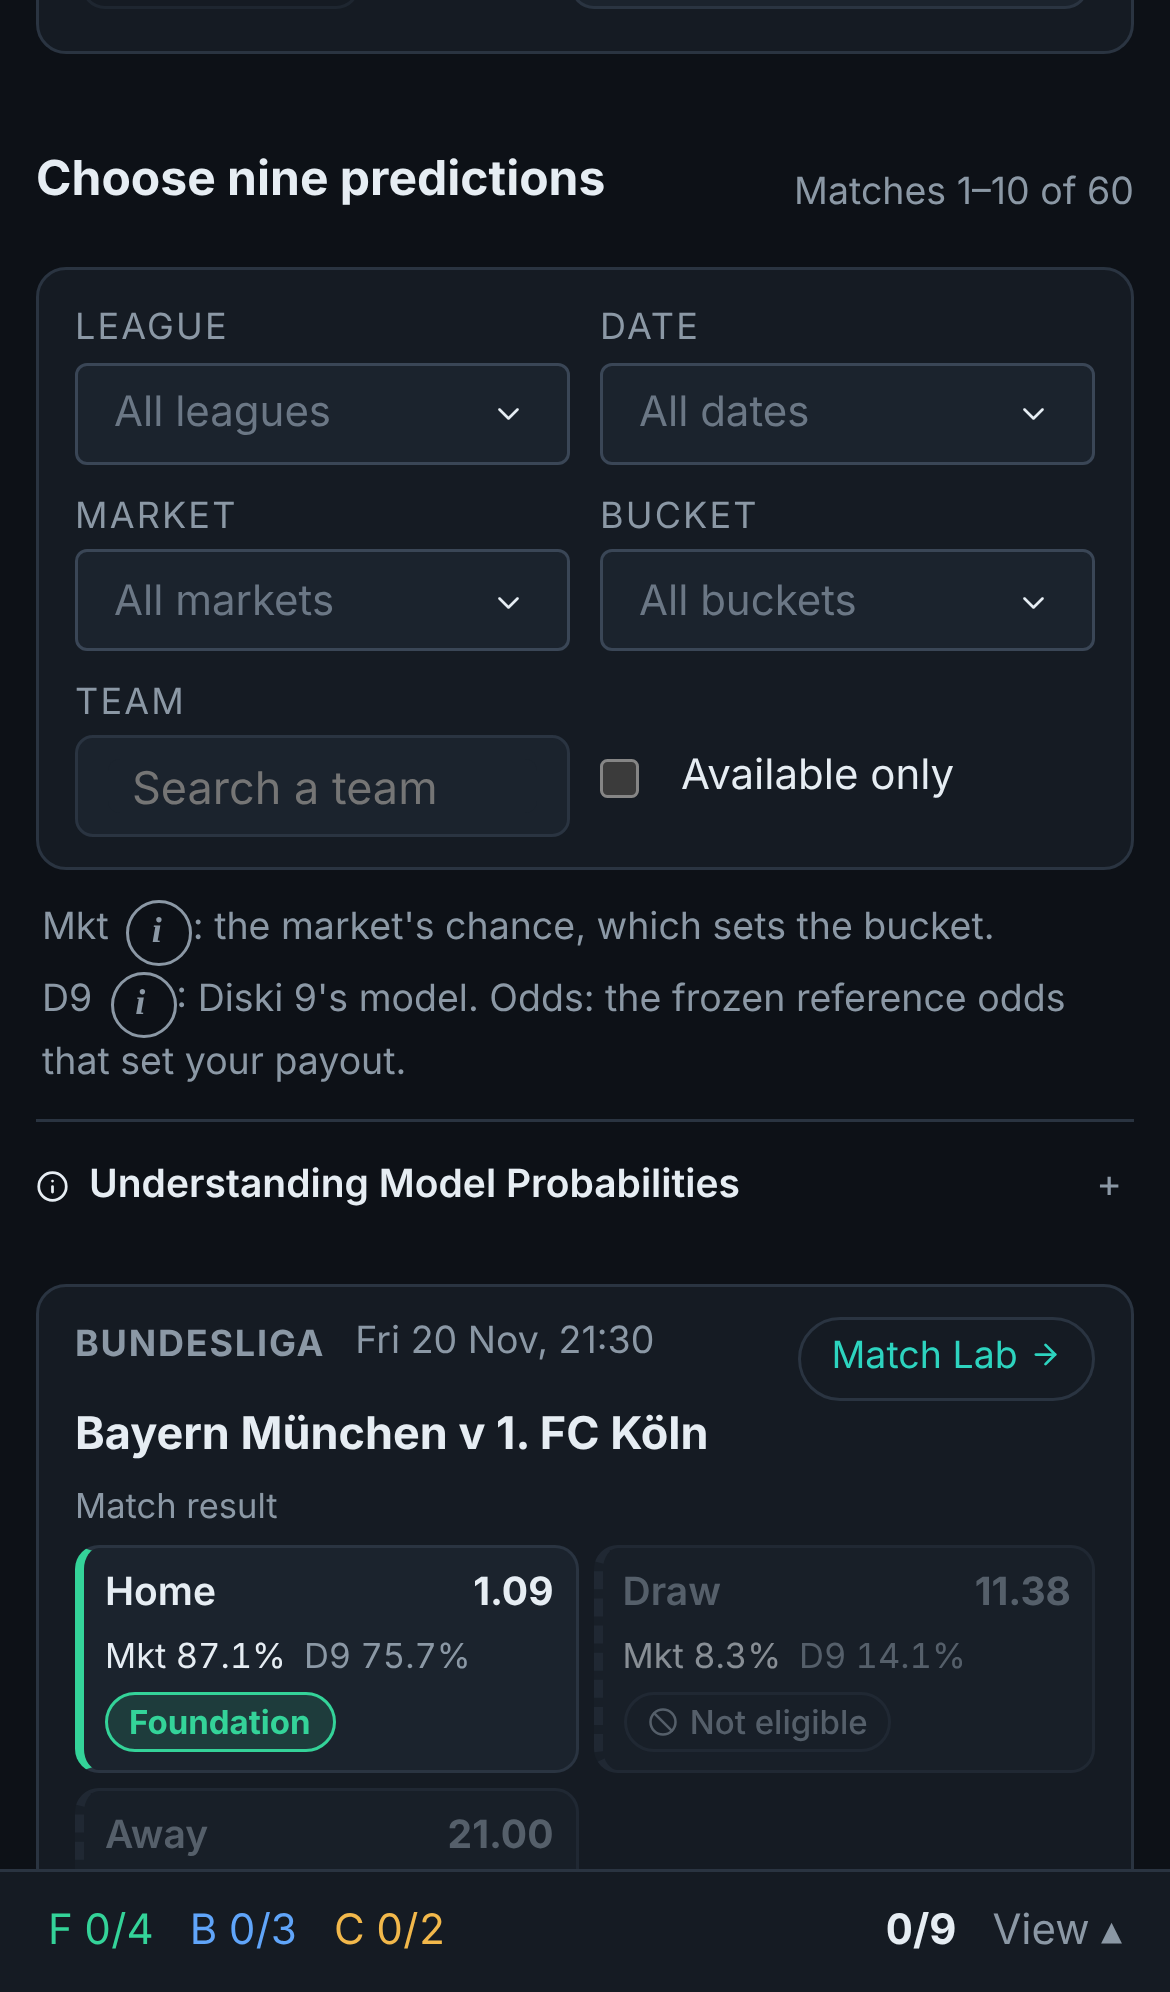 Choose nine predictions
Matches 1–10 of 60
LEAGUE
DATE
All leagues
All dates
MARKET
BUCKET
All markets
All buckets
TEAM
Search a team
Available only
Mkt i: the market's chance, which sets the bucket.
D9 i: Diski 9's model. Odds: the frozen reference odds
that set your payout.
Understanding Model Probabilities
+
BUNDESLIGA Fri 20 Nov, 21:30
Match Lab →
Bayern München v 1. FC Köln
Match result
Home 1.09
Mkt 87.1% D9 75.7%
Foundation
Draw 11.38
Mkt 8.3% D9 14.1%
Not eligible
Away 21.00
F 0/4 B 0/3 C 0/2
0/9 View ▲